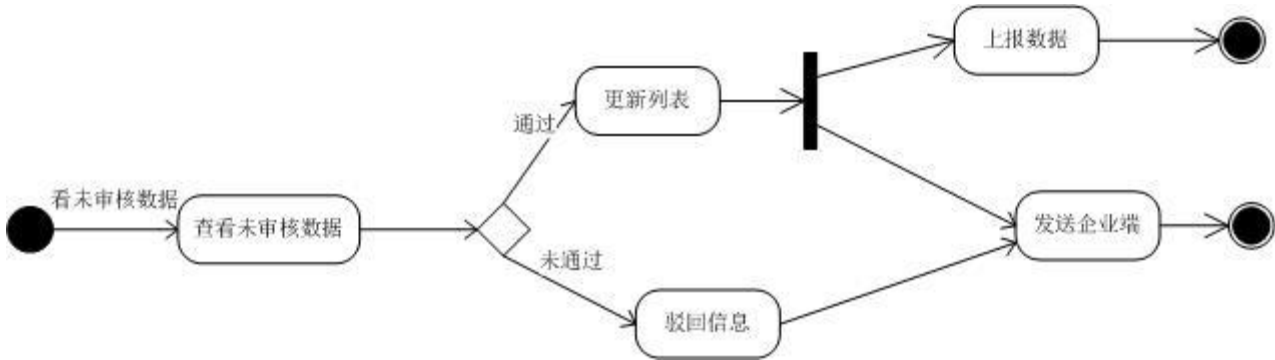 上报数据
更新列表
通过
看未审核数据
查看未审核数据
发送企业端
未通过
驳回信息